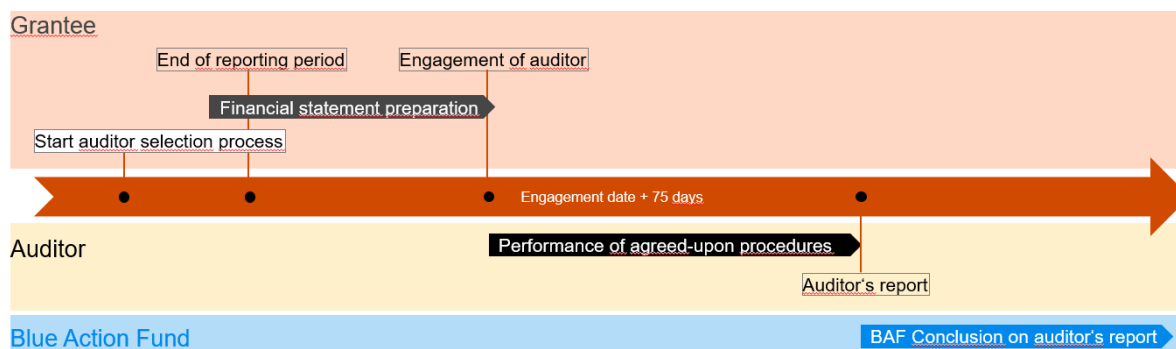 Grantee
End of reporting period
Engagement of auditor
Financial statement preparation
Start auditor selection process
Engagement date + 75 days
Auditor
Performance of agreed-upon procedures
Auditor‘s report
Blue Action Fund
BAF Conclusion on auditor‘s report